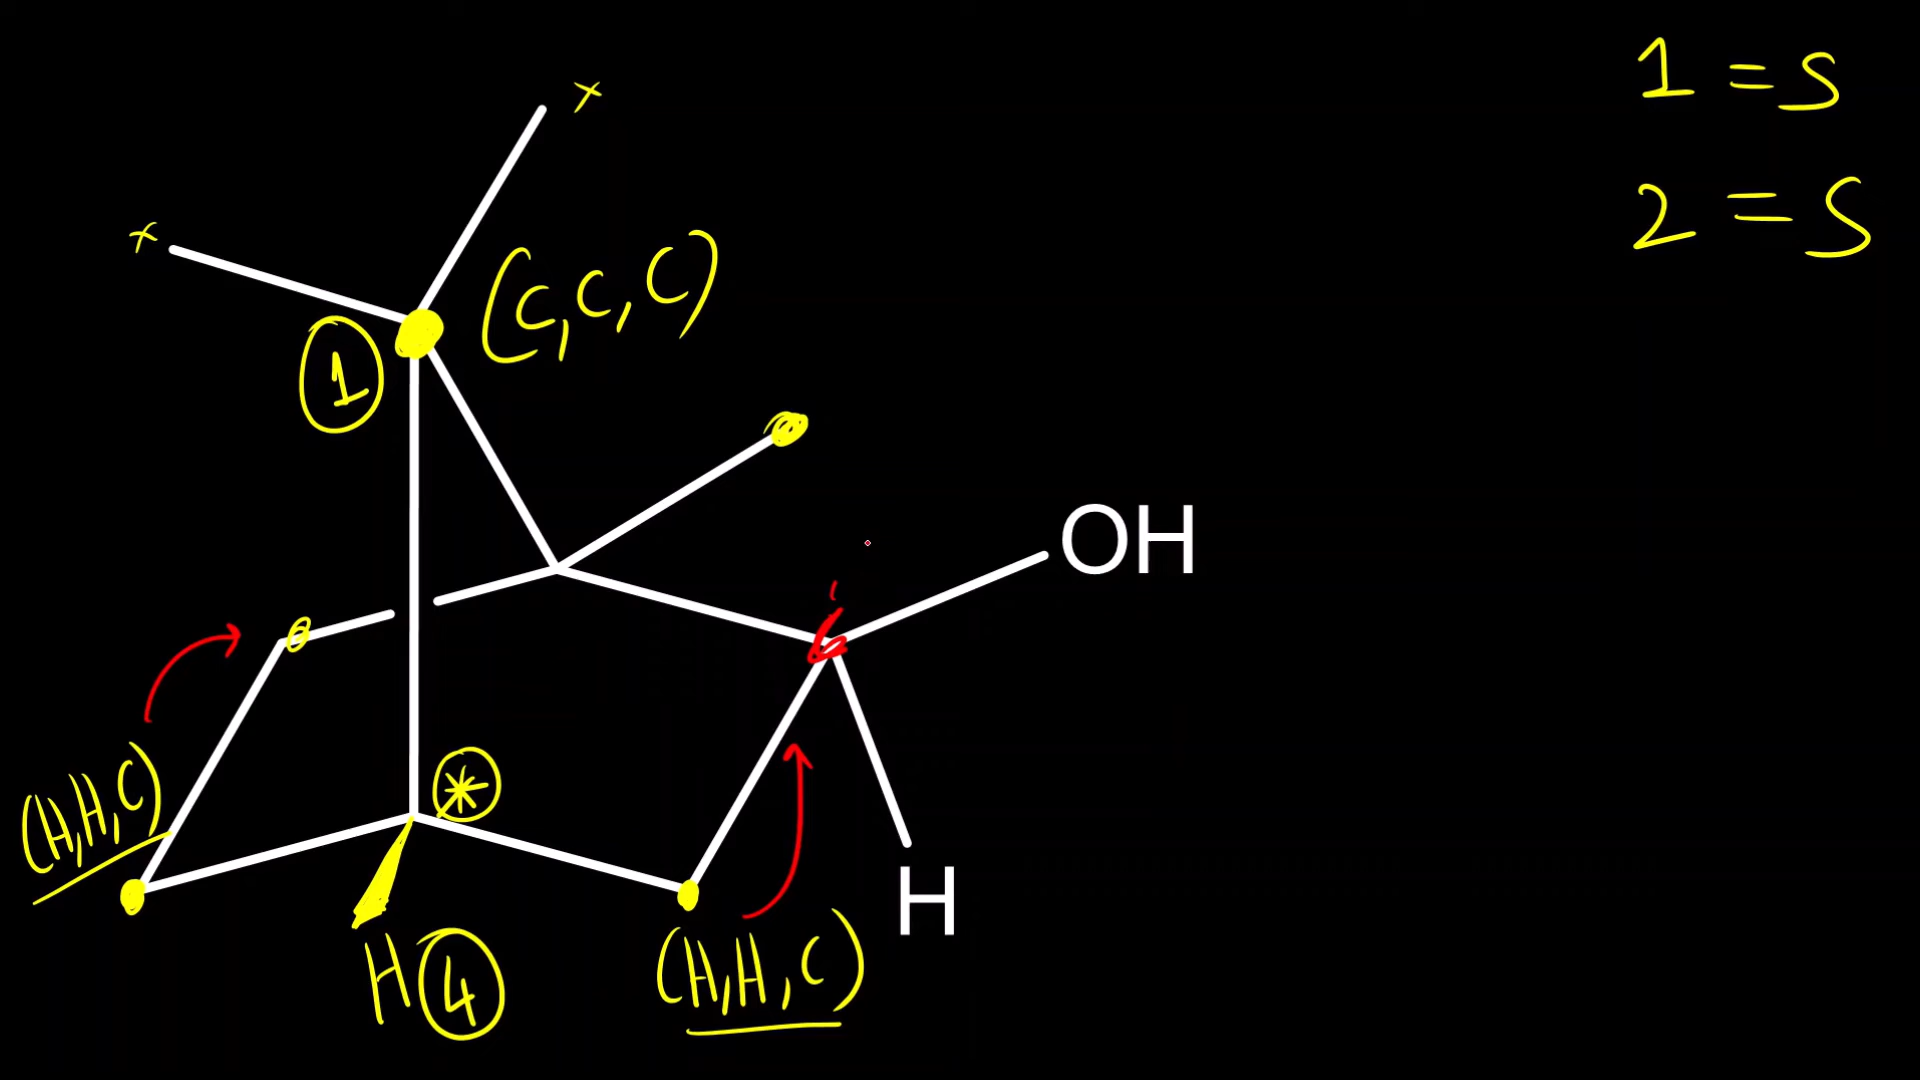 1 = S
2 = S
x
x
(C, C, C)
1
OH
*
(H, H, C)
H
(H, H, C)
H 4